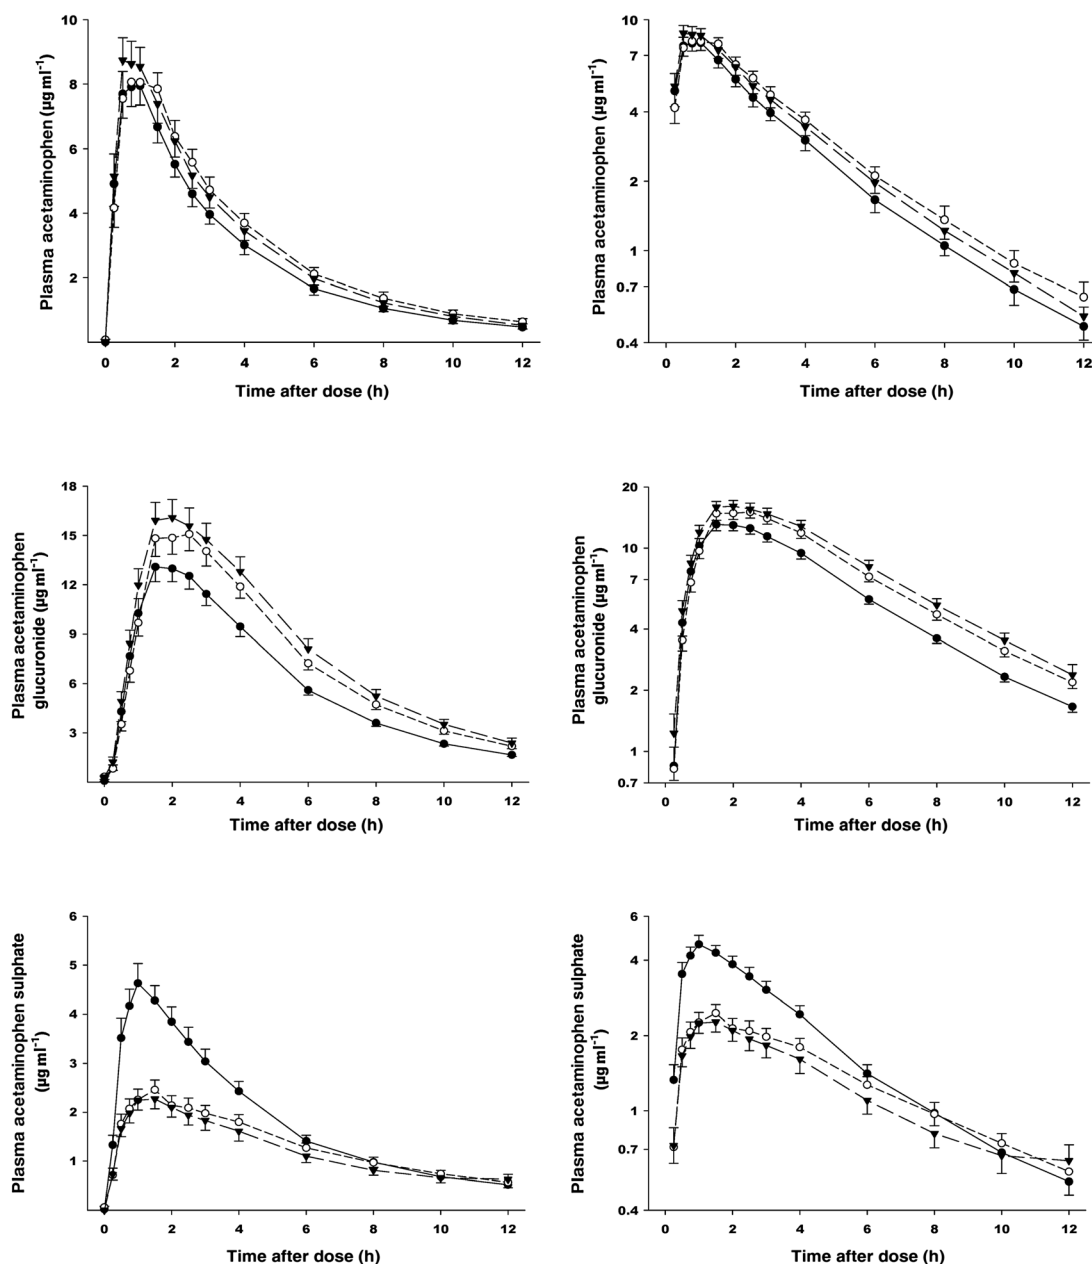 10
8
6
4
2
0 2 4 6 8 10 12
Time after dose (h)
Plasma acetaminophen (µg ml⁻¹)
10
7
4
2
1
0.7
0.4
0 2 4 6 8 10 12
Time after dose (h)
Plasma acetaminophen (µg ml⁻¹)
18
15
12
9
6
3
0 2 4 6 8 10 12
Time after dose (h)
Plasma acetaminophen
glucuronide (µg ml⁻¹)
20
10
7
4
2
1
0.7
0 2 4 6 8 10 12
Time after dose (h)
Plasma acetaminophen
glucuronide (µg ml⁻¹)
6
5
4
3
2
1
0 2 4 6 8 10 12
Time after dose (h)
Plasma acetaminophen sulphate
(µg ml⁻¹)
6
4
2
1
0.7
0.4
0 2 4 6 8 10 12
Time after dose (h)
Plasma acetaminophen sulphate
(µg ml⁻¹)